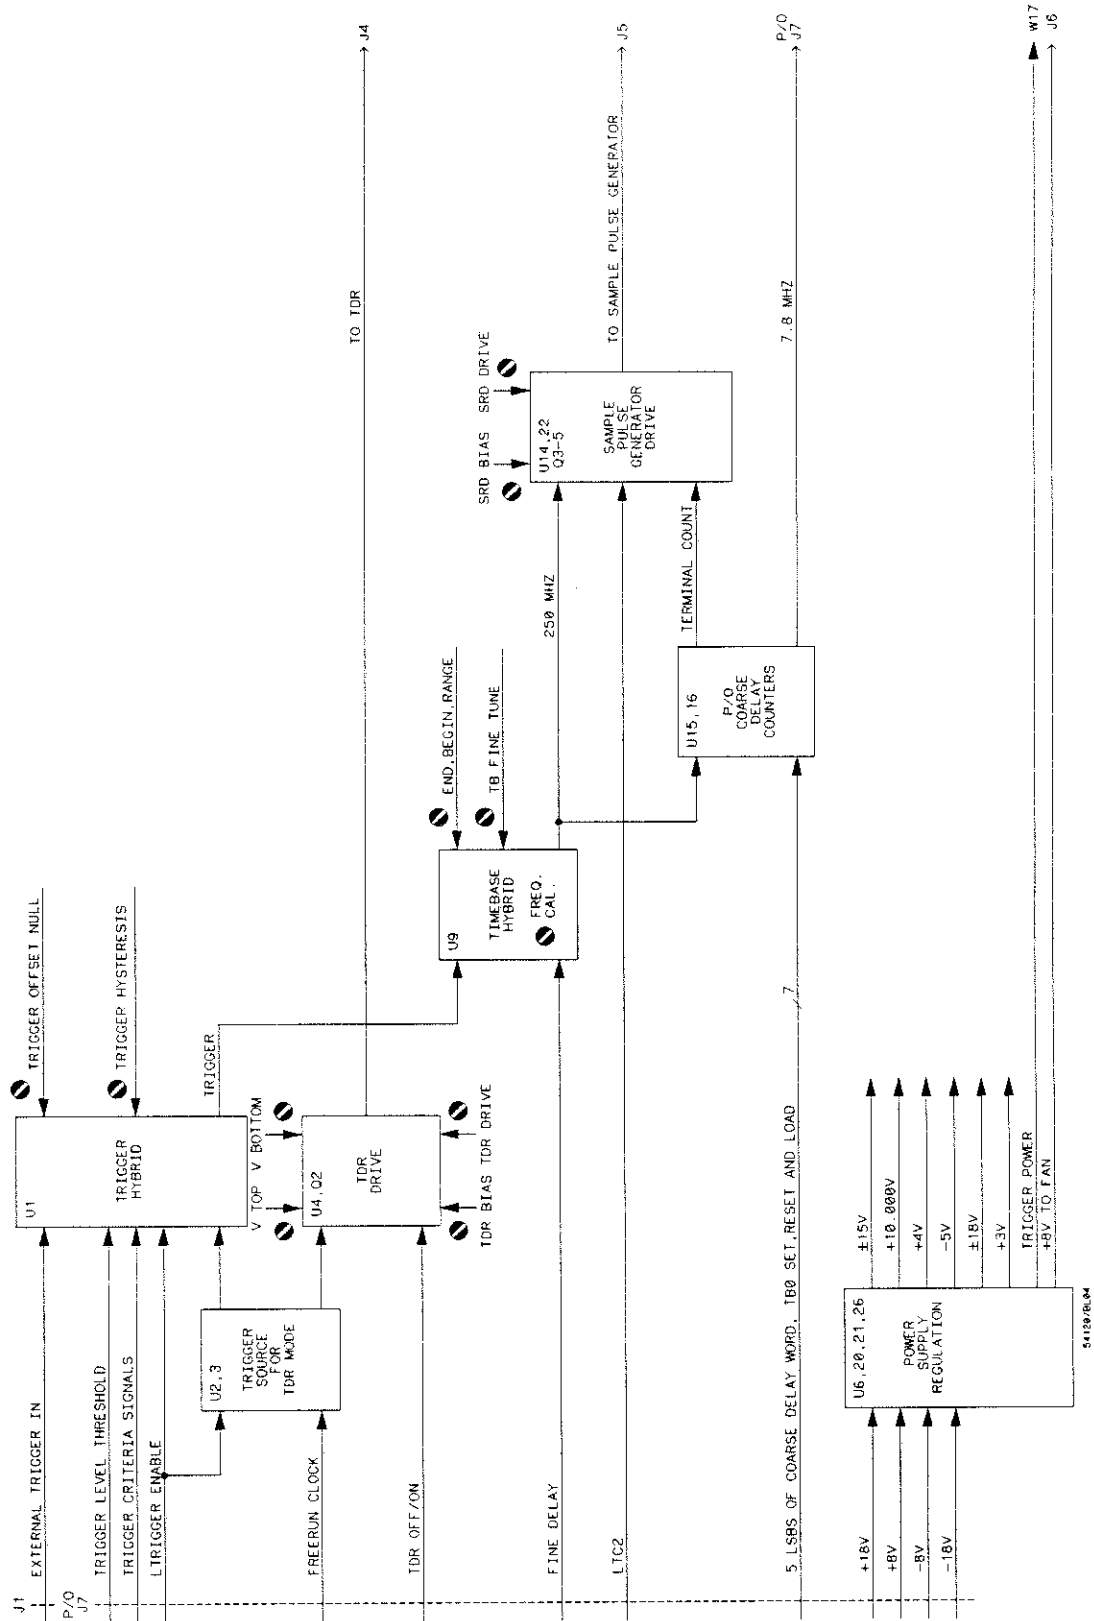 J1
EXTERNAL TRIGGER IN
P/O
J7
TRIGGER LEVEL THRESHOLD
TRIGGER CRITERIA SIGNALS
LTRIGGER ENABLE
FREERUN CLOCK
TDR OFF/ON
FINE DELAY
LTC2
5 LSBS OF COARSE DELAY WORD, TB0 SET,RESET AND LOAD
7
+18V
+8V
-8V
-18V
U2,3
TRIGGER
SOURCE
FOR
TDR MODE
U1
TRIGGER
HYBRID
TRIGGER OFFSET NULL
TRIGGER HYSTERESIS
TRIGGER
V TOP
V BOTTOM
U4,Q2
TDR
DRIVE
TDR BIAS
TDR DRIVE
TO TDR
J4
U9
TIMEBASE
HYBRID
FREQ.
CAL.
END,BEGIN,RANGE
TB FINE TUNE
250 MHZ
U15,16
P/O
COARSE
DELAY
COUNTERS
TERMINAL COUNT
SRD BIAS
SRD DRIVE
U14,22
Q3-5
SAMPLE
PULSE
GENERATOR
DRIVE
TO SAMPLE PULSE GENERATOR
J5
7.8 MHZ
P/O
J7
U6,20,21,26
POWER
SUPPLY
REGULATION
±15V
+10.000V
+4V
-5V
±18V
+3V
TRIGGER POWER
+8V TO FAN
W17
J6
54120/BL04